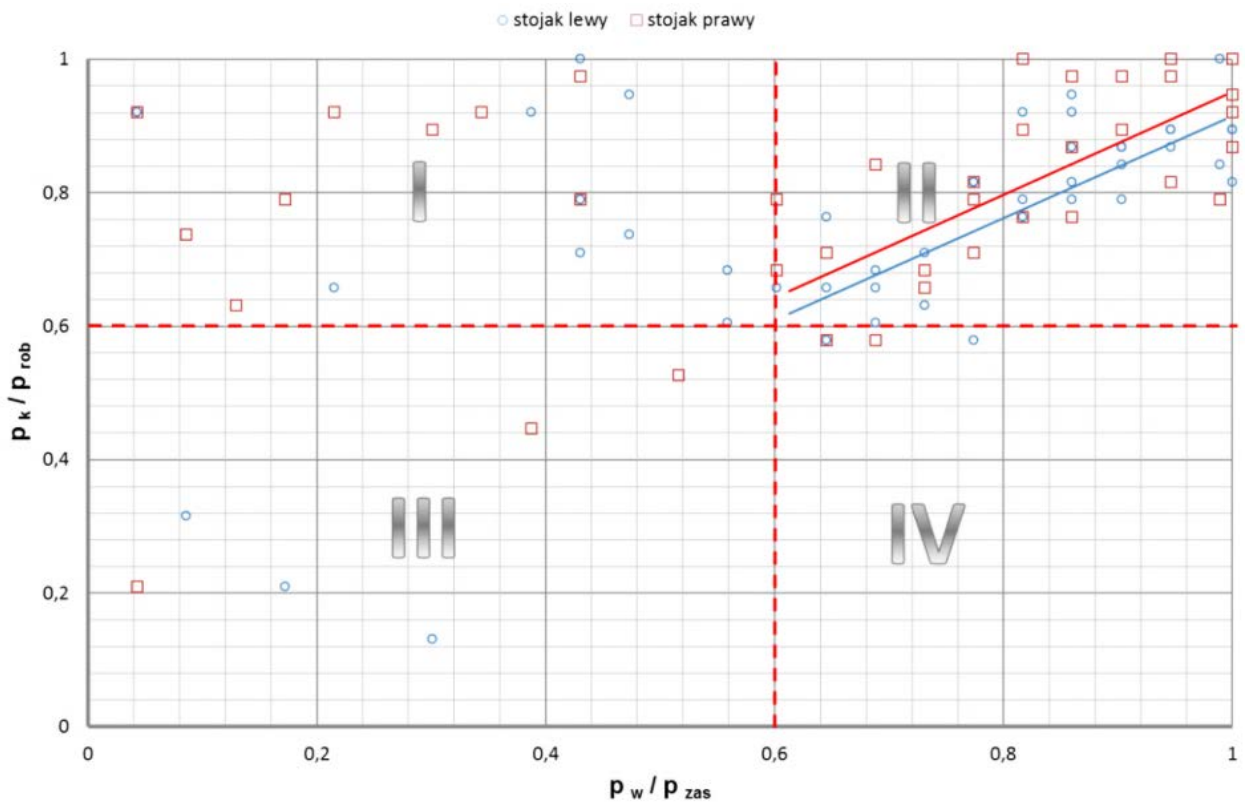 stojak lewy stojak prawy
1
0,8
0,6
0,4
0,2
0
I
II
III
IV
p k / p rob
0 0,2 0,4 0,6 0,8 1
p w / p zas